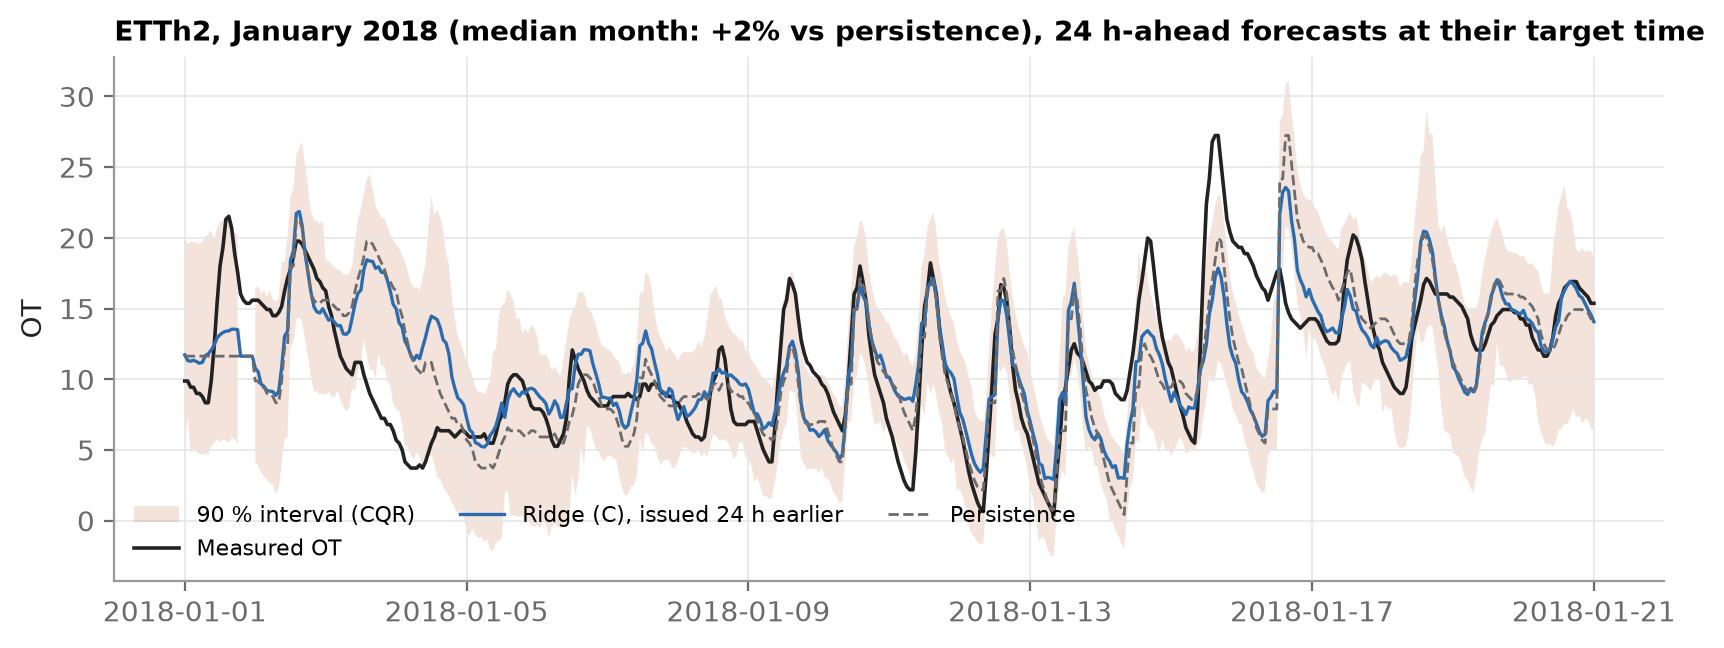 ETTh2, January 2018 (median month: +2% vs persistence), 24 h-ahead forecasts at their target time
30
25
20
15
10
5
0
OT
90 % interval (CQR)
Ridge (C), issued 24 h earlier
Persistence
Measured OT
2018-01-01
2018-01-05
2018-01-09
2018-01-13
2018-01-17
2018-01-21